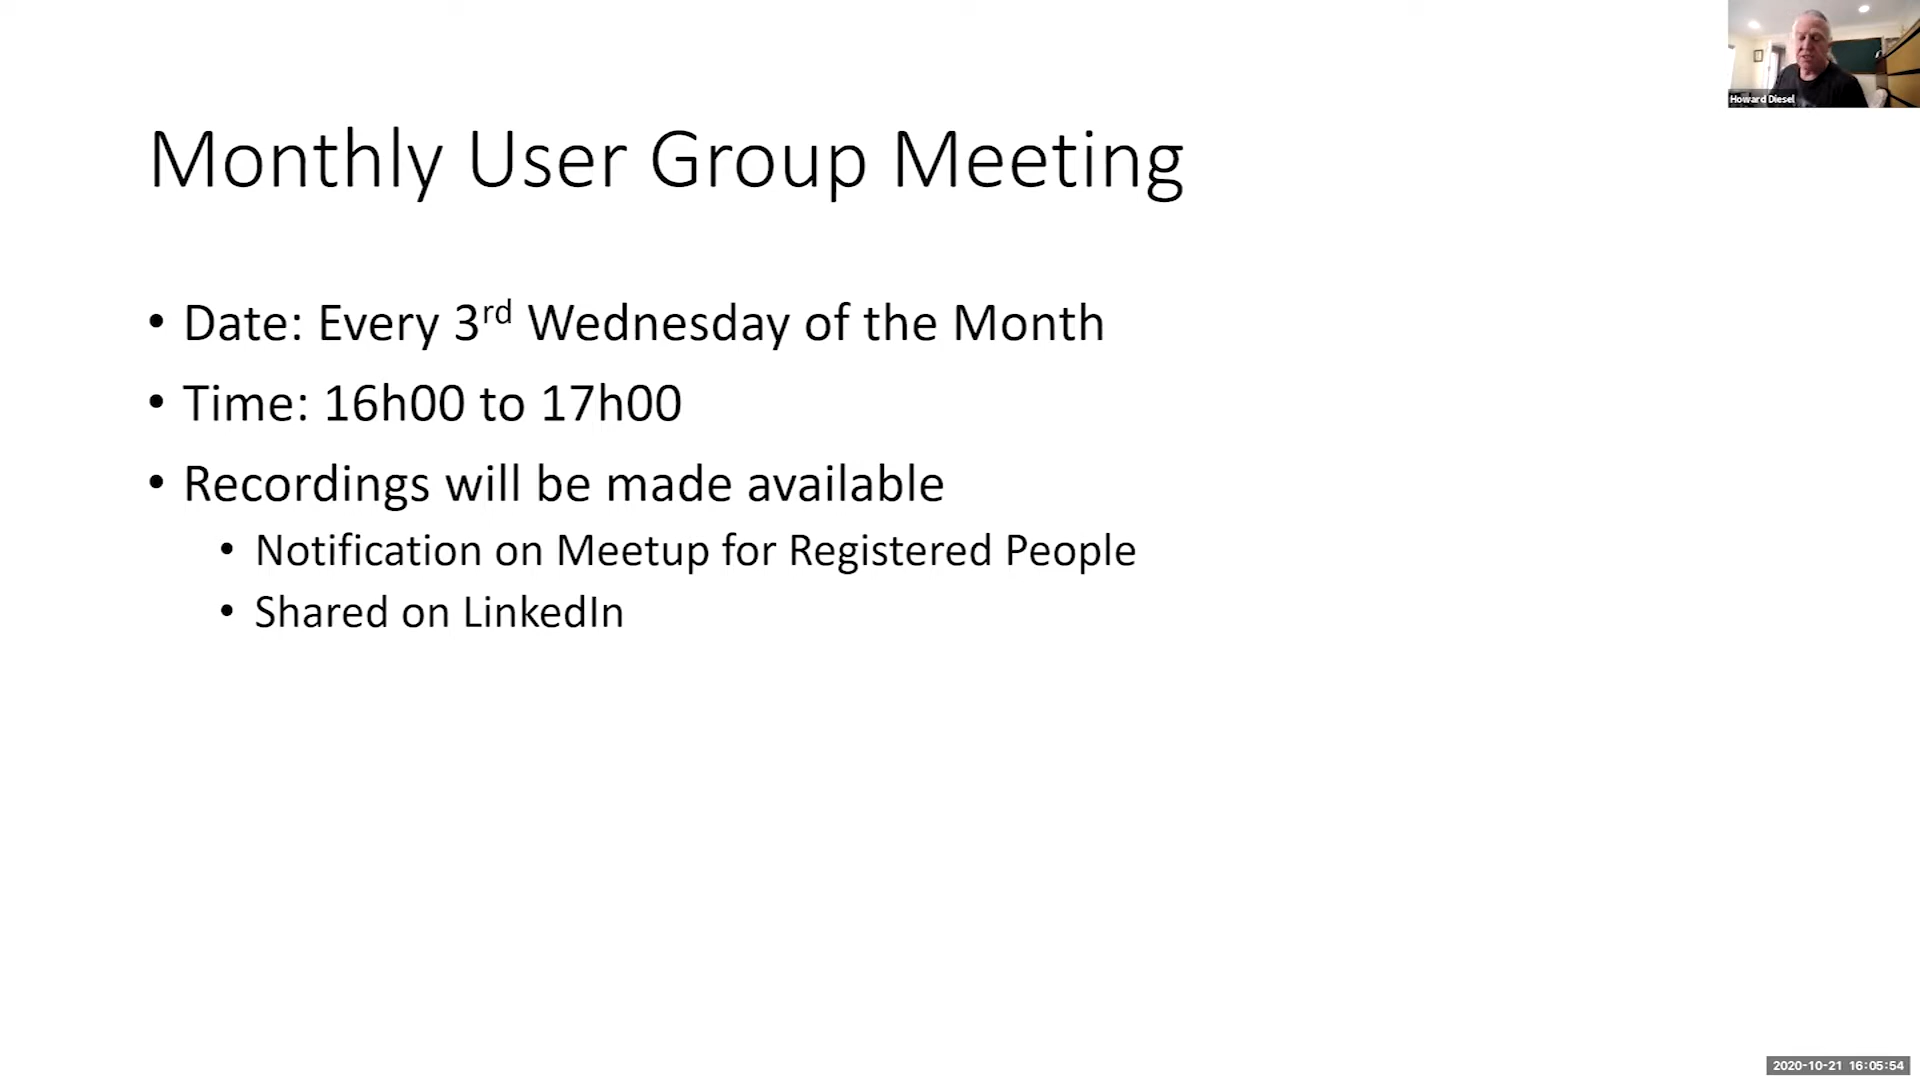 Howard Diesel
Monthly User Group Meeting
• Date: Every 3rd Wednesday of the Month
• Time: 16h00 to 17h00
• Recordings will be made available
• Notification on Meetup for Registered People
• Shared on LinkedIn
2020-10-21 16:05:54